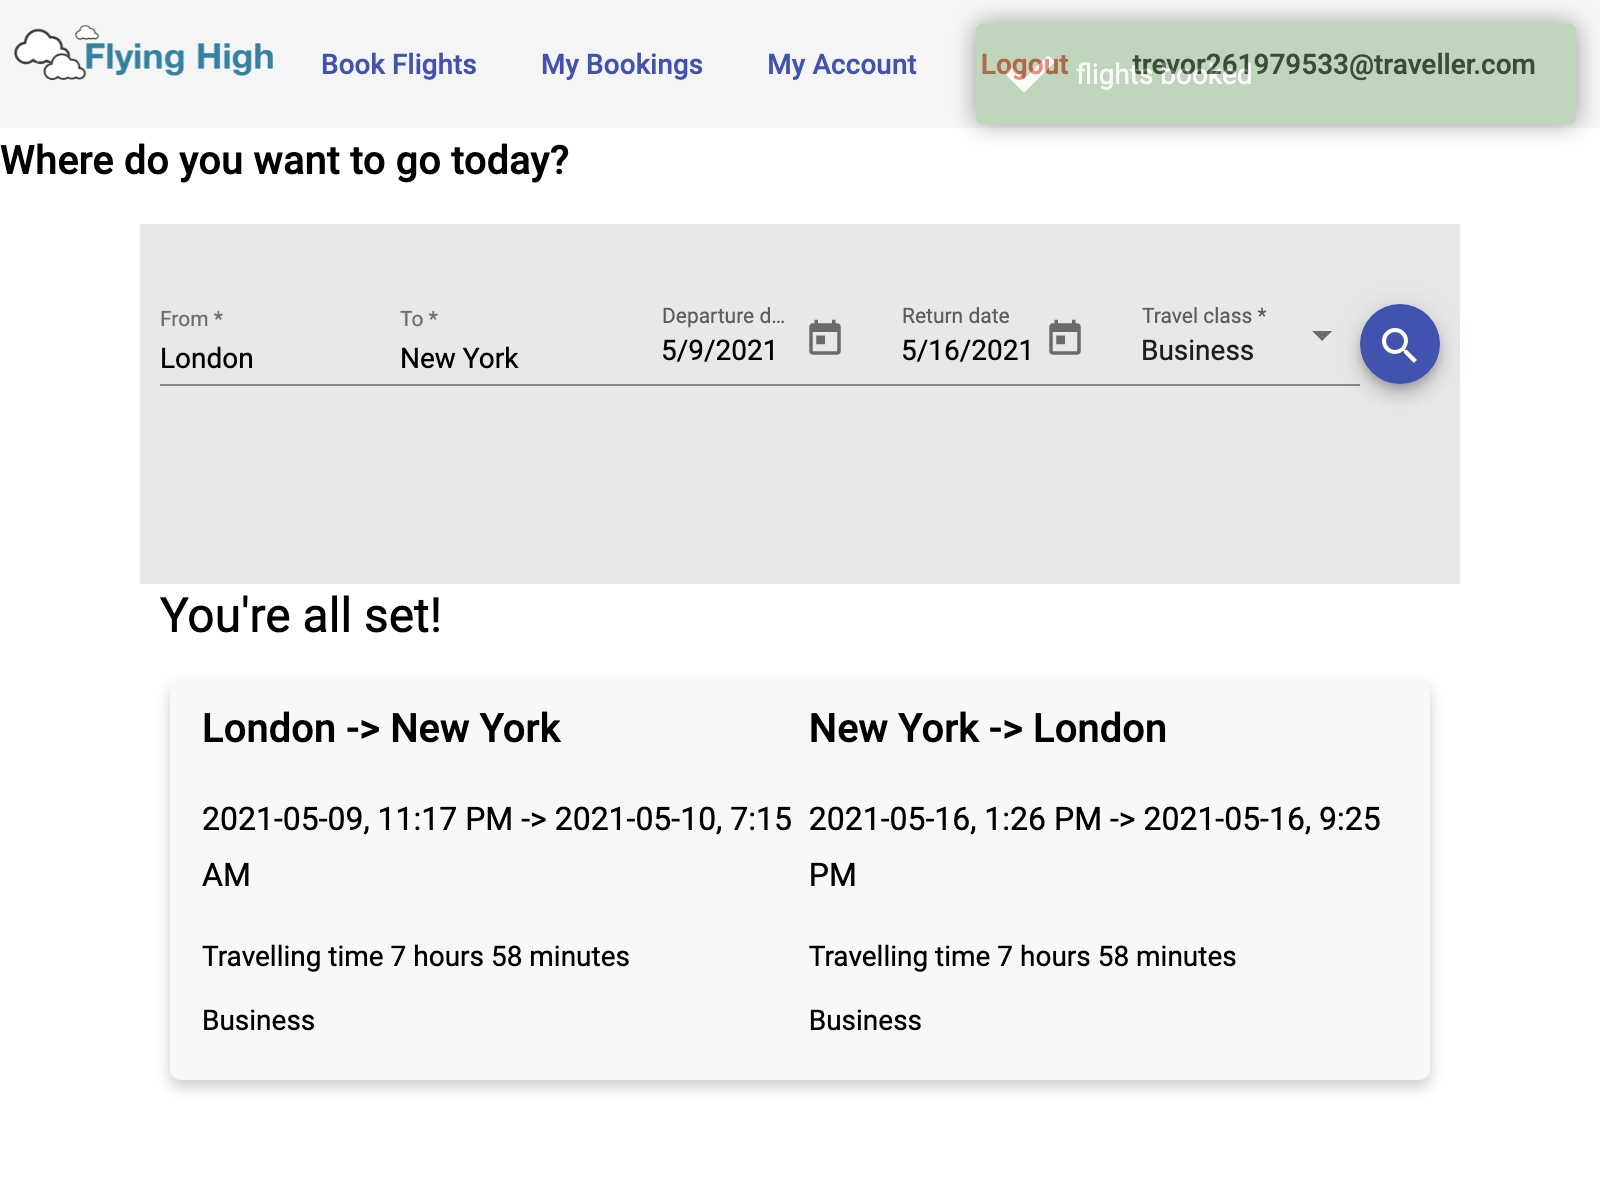 Flying High
Book Flights
My Bookings
My Account
Logout
trevor261979533@traveller.com
flights booked
Where do you want to go today?
From *
London
To *
New York
Departure d...
5/9/2021
Return date
5/16/2021
Travel class *
Business
You're all set!
London -> New York
2021-05-09, 11:17 PM -> 2021-05-10, 7:15
AM
Travelling time 7 hours 58 minutes
Business
New York -> London
2021-05-16, 1:26 PM -> 2021-05-16, 9:25
PM
Travelling time 7 hours 58 minutes
Business